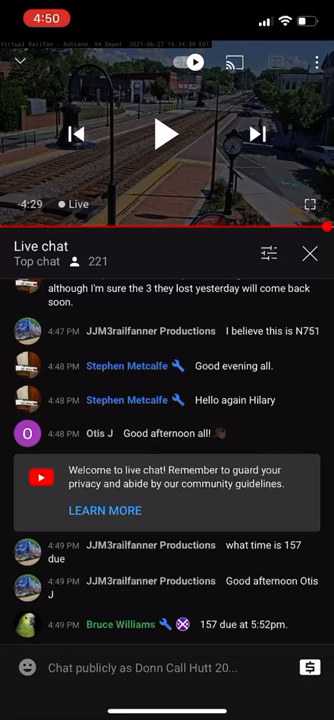 4:50
Virtual Railfan - Ashland, VA Depot 2021-06-27 16:34:39 EDT
-4:29 Live
Live chat
Top chat 221
although I'm sure the 3 they lost yesterday will come back
soon.
4:47 PM JJM3railfanner Productions I believe this is N751
4:48 PM Stephen Metcalfe Good evening all.
4:48 PM Stephen Metcalfe Hello again Hilary
O 4:48 PM Otis J Good afternoon all! 👋🏿
Welcome to live chat! Remember to guard your
privacy and abide by our community guidelines.
LEARN MORE
4:49 PM JJM3railfanner Productions what time is 157
due
4:49 PM JJM3railfanner Productions Good afternoon Otis
J
4:49 PM Bruce Williams 157 due at 5:52pm.
Chat publicly as Donn Call Hutt 20...